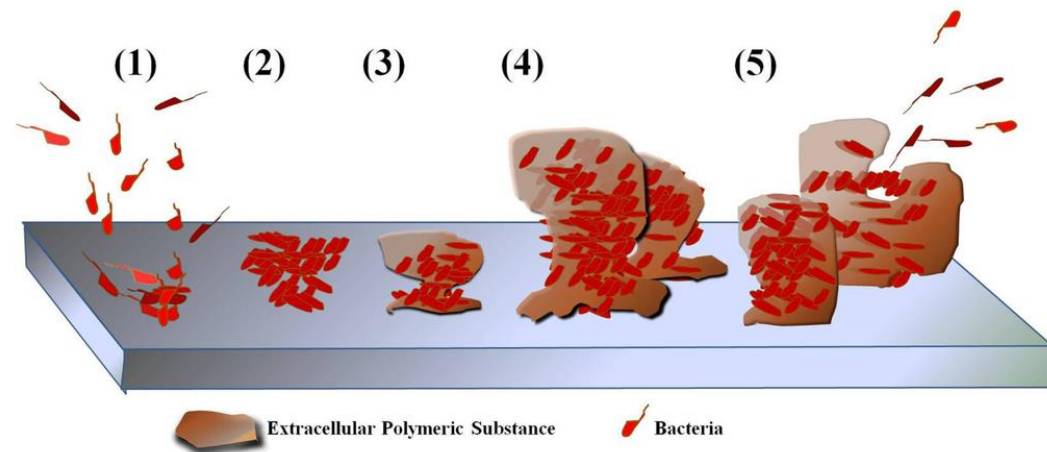 (1) (2) (3) (4) (5)
Extracellular Polymeric Substance Bacteria